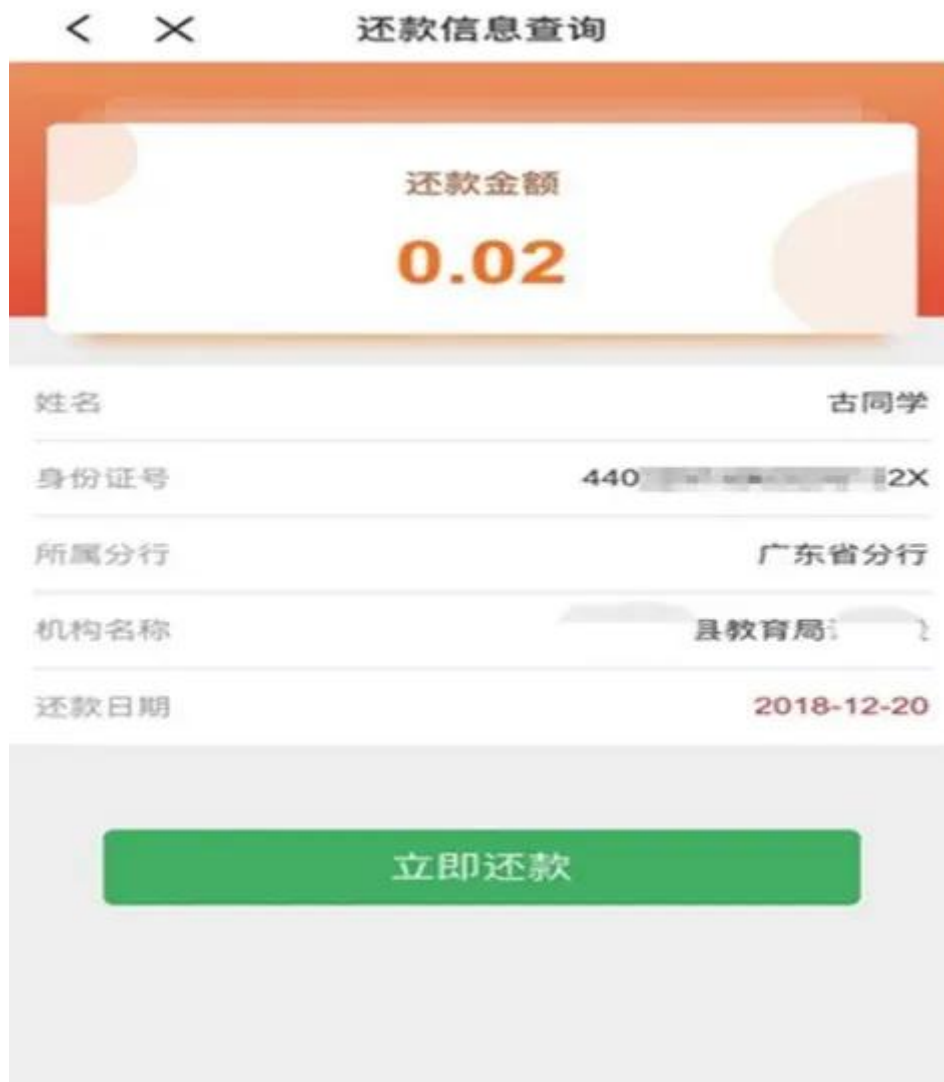 还款信息查询
还款金额
0.02
姓名 古同学
身份证号 440 2X
所属分行 广东省分行
机构名称 县教育局
还款日期 2018-12-20
立即还款